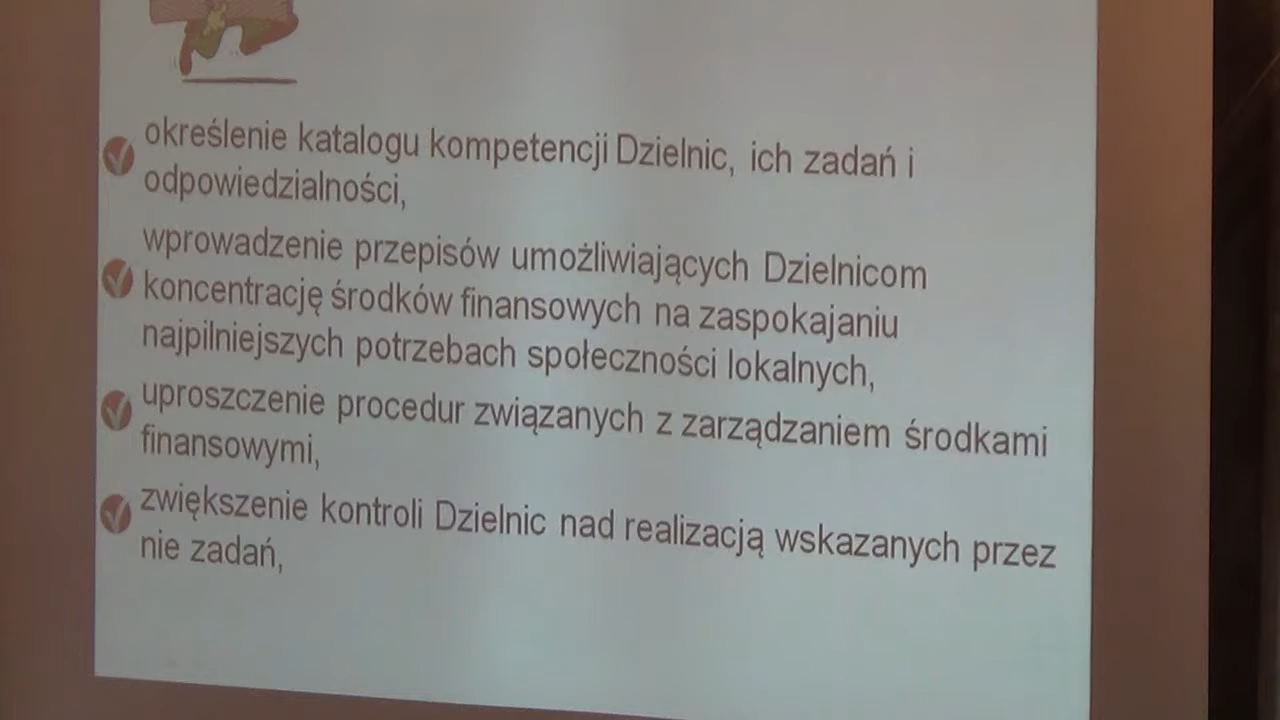 określenie katalogu kompetencji Dzielnic, ich zadań i
odpowiedzialności,
wprowadzenie przepisów umożliwiających Dzielnicom
koncentrację środków finansowych na zaspokajaniu
najpilniejszych potrzebach społeczności lokalnych,
uproszczenie procedur związanych z zarządzaniem środkami
finansowymi,
zwiększenie kontroli Dzielnic nad realizacją wskazanych przez
nie zadań,